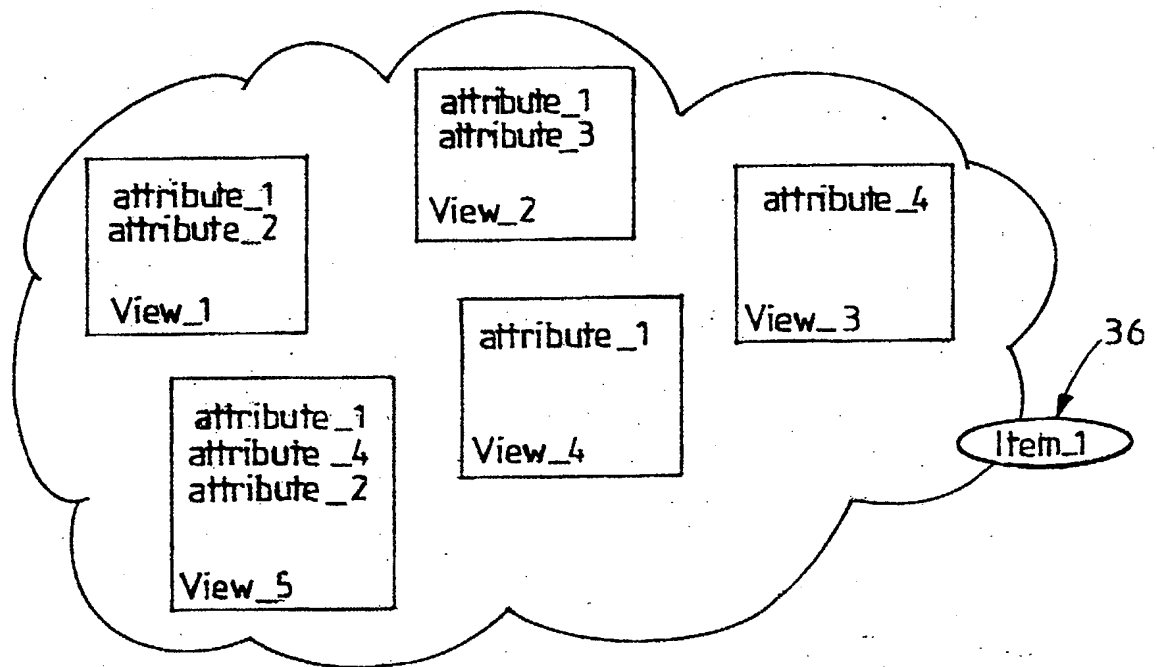 attribute_1
attribute_3
View_2
attribute_1
attribute_2
View_1
attribute_4
View_3
attribute_1
View_4
36
Item_1
attribute_1
attribute_4
attribute_2
View_5